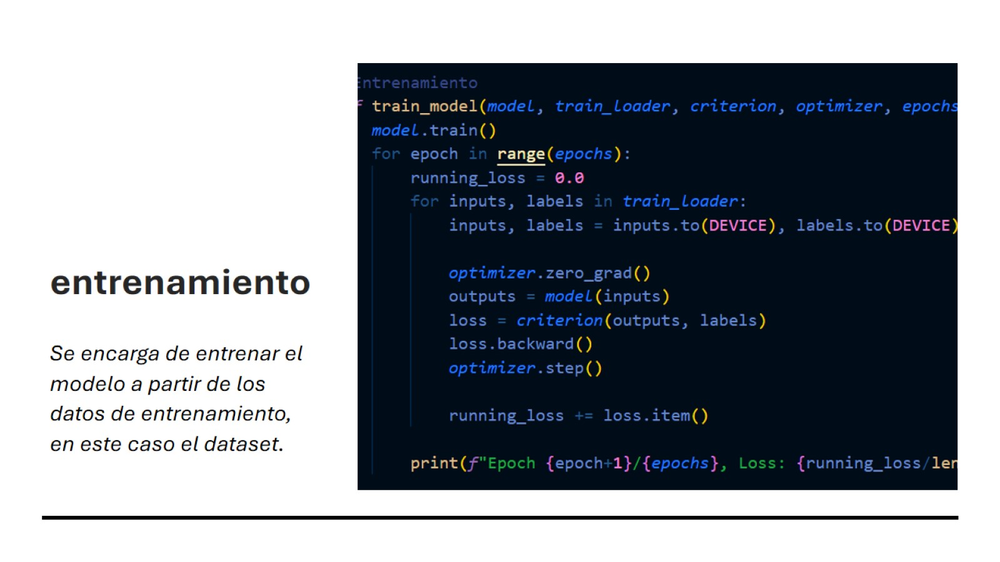 entrenamiento
Se encarga de entrenar el
modelo a partir de los
datos de entrenamiento,
en este caso el dataset.
Entrenamiento
f train_model(model, train_loader, criterion, optimizer, epochs
model.train()
for epoch in range(epochs):
running_loss = 0.0
for inputs, labels in train_loader:
inputs, labels = inputs.to(DEVICE), labels.to(DEVICE)
optimizer.zero_grad()
outputs = model(inputs)
loss = criterion(outputs, labels)
loss.backward()
optimizer.step()
running_loss += loss.item()
print(f"Epoch {epoch+1}/{epochs}, Loss: {running_loss/len